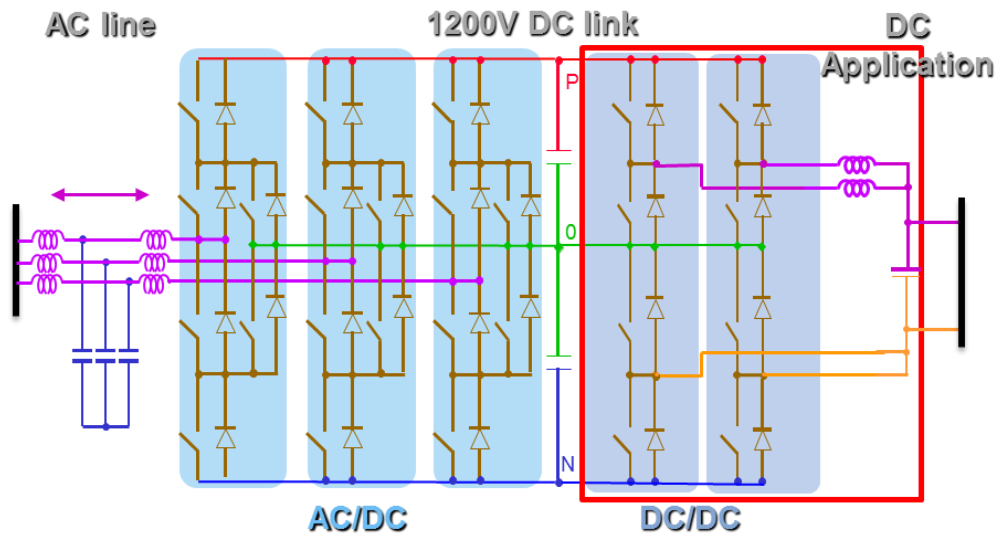 AC line
1200V DC link
DC
Application
P
0
N
AC/DC
DC/DC